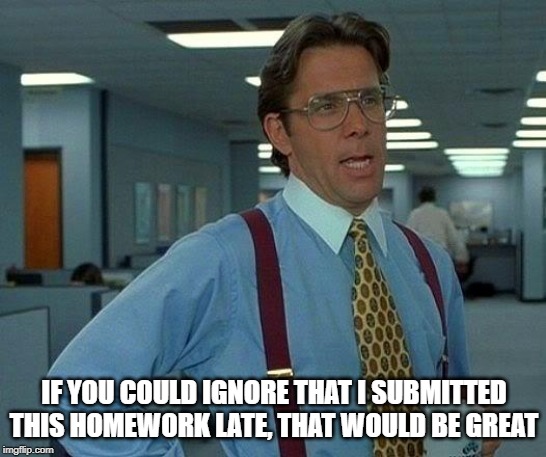 IF YOU COULD IGNORE THAT I SUBMITTED
THIS HOMEWORK LATE, THAT WOULD BE GREAT
imgflip.com